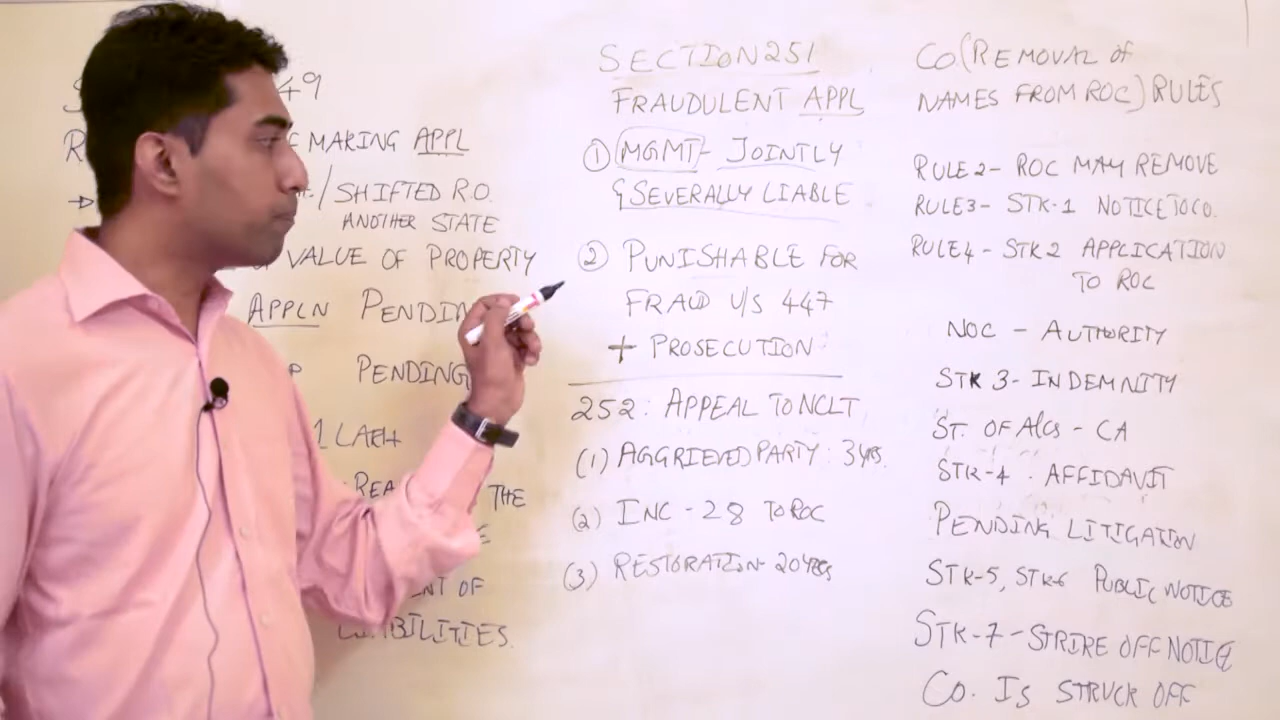 49
MAKING APPL
/ SHIFTED R.O.
ANOTHER STATE
VALUE OF PROPERTY
APPLN PENDIN
PENDING
1 LAKH
THE
ENT OF
LIABILITIES.
SECTION 251
FRAUDULENT APPL
① MGMT - JOINTLY
& SEVERALLY LIABLE
② PUNISHABLE FOR
FRAUD U/S 447
+ PROSECUTION
252: APPEAL TO NCLT
(1) AGGRIEVED PARTY : 3 YRS.
(2) INC - 28 TO ROC
(3) RESTORATION - 20 YRS
CO. (REMOVAL OF
NAMES FROM ROC) RULES
RULE 2 - ROC MAY REMOVE
RULE 3 - STK-1 NOTICE TO CO.
RULE 4 - STK 2 APPLICATION
TO ROC
NOC - AUTHORITY
STK 3 - INDEMNITY
ST. OF A/cs - CA
STK-4 - AFFIDAVIT
PENDING LITIGATION
STK-5, STK-6 PUBLIC NOTICE
STK-7 - STRIKE OFF NOTICE
CO. IS STRUCK OFF